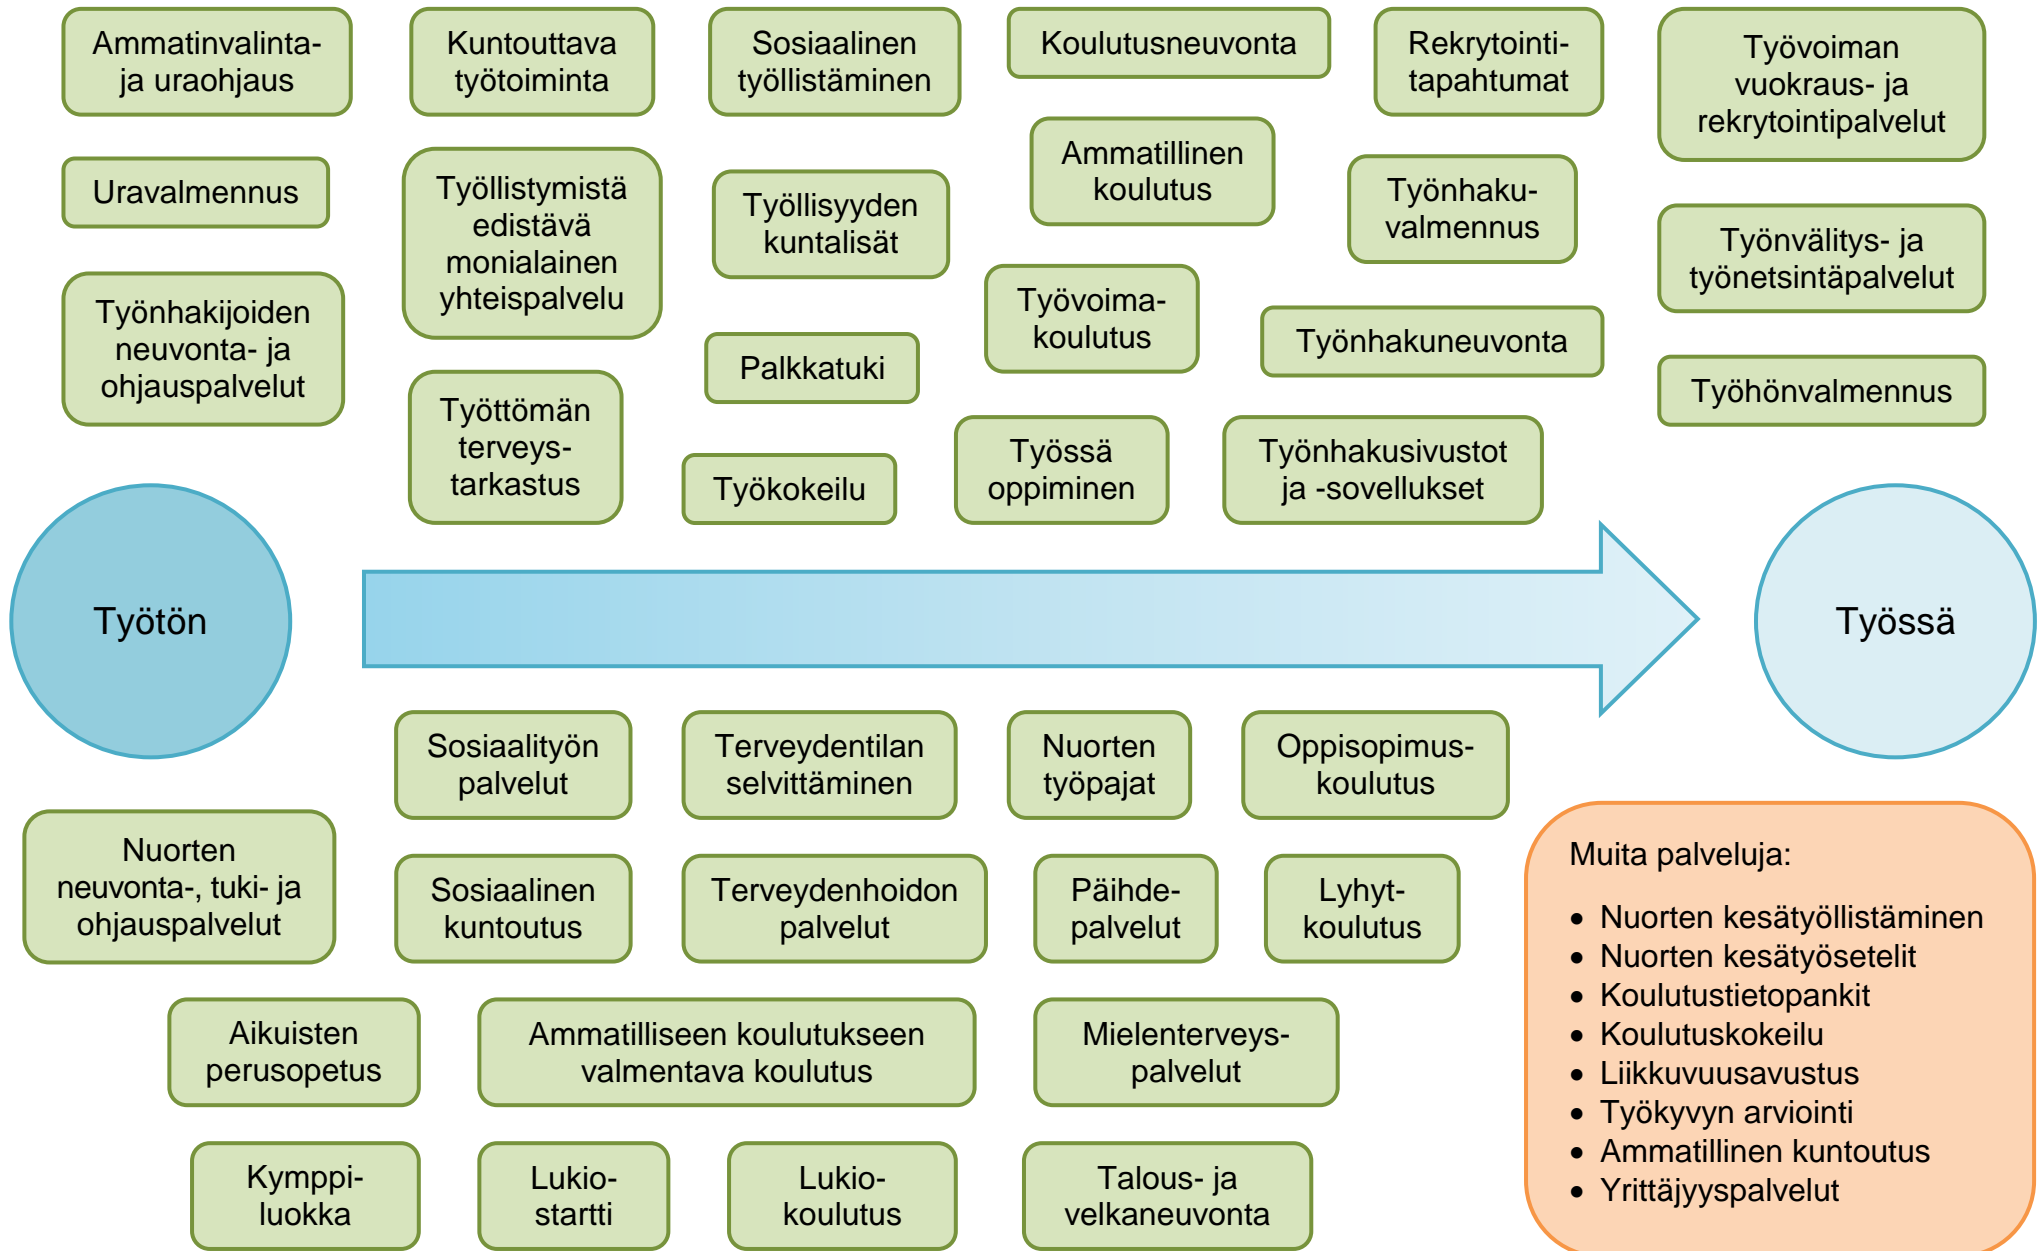 Ammatinvalinta-
ja uraohjaus
Kuntouttava
työtoiminta
Sosiaalinen
työllistäminen
Koulutusneuvonta
Rekrytointi-
tapahtumat
Työvoiman
vuokraus- ja
rekrytointipalvelut
Uravalmennus
Työllistymistä
edistävä
monialainen
yhteispalvelu
Työllisyyden
kuntalisät
Ammatillinen
koulutus
Työnhaku-
valmennus
Työnvälitys- ja
työnetsintäpalvelut
Työnhakijoiden
neuvonta- ja
ohjauspalvelut
Palkkatuki
Työvoima-
koulutus
Työnhakuneuvonta
Työhönvalmennus
Työttömän
terveys-
tarkastus
Työkokeilu
Työssä
oppiminen
Työnhakusivustot
ja -sovellukset
Työtön
Työssä
Sosiaalityön
palvelut
Terveydentilan
selvittäminen
Nuorten
työpajat
Oppisopimus-
koulutus
Nuorten
neuvonta-, tuki- ja
ohjauspalvelut
Sosiaalinen
kuntoutus
Terveydenhoidon
palvelut
Päihde-
palvelut
Lyhyt-
koulutus
Aikuisten
perusopetus
Ammatilliseen koulutukseen
valmentava koulutus
Mielenterveys-
palvelut
Kymppi-
luokka
Lukio-
startti
Lukio-
koulutus
Talous- ja
velkaneuvonta
Muita palveluja:
• Nuorten kesätyöllistäminen
• Nuorten kesätyösetelit
• Koulutustietopankit
• Koulutuskokeilu
• Liikkuvuusavustus
• Työkyvyn arviointi
• Ammatillinen kuntoutus
• Yrittäjyyspalvelut